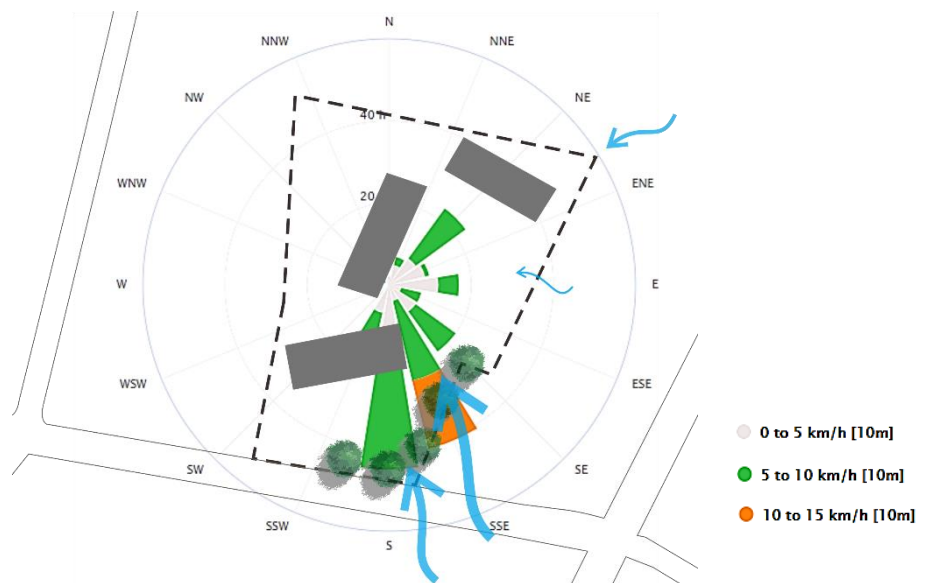 N
NNW
NNE
NW
NE
40 h
WNW
ENE
20
W
E
WSW
ESE
0 to 5 km/h [10m]
SW
SE
5 to 10 km/h [10m]
10 to 15 km/h [10m]
SSW
SSE
S